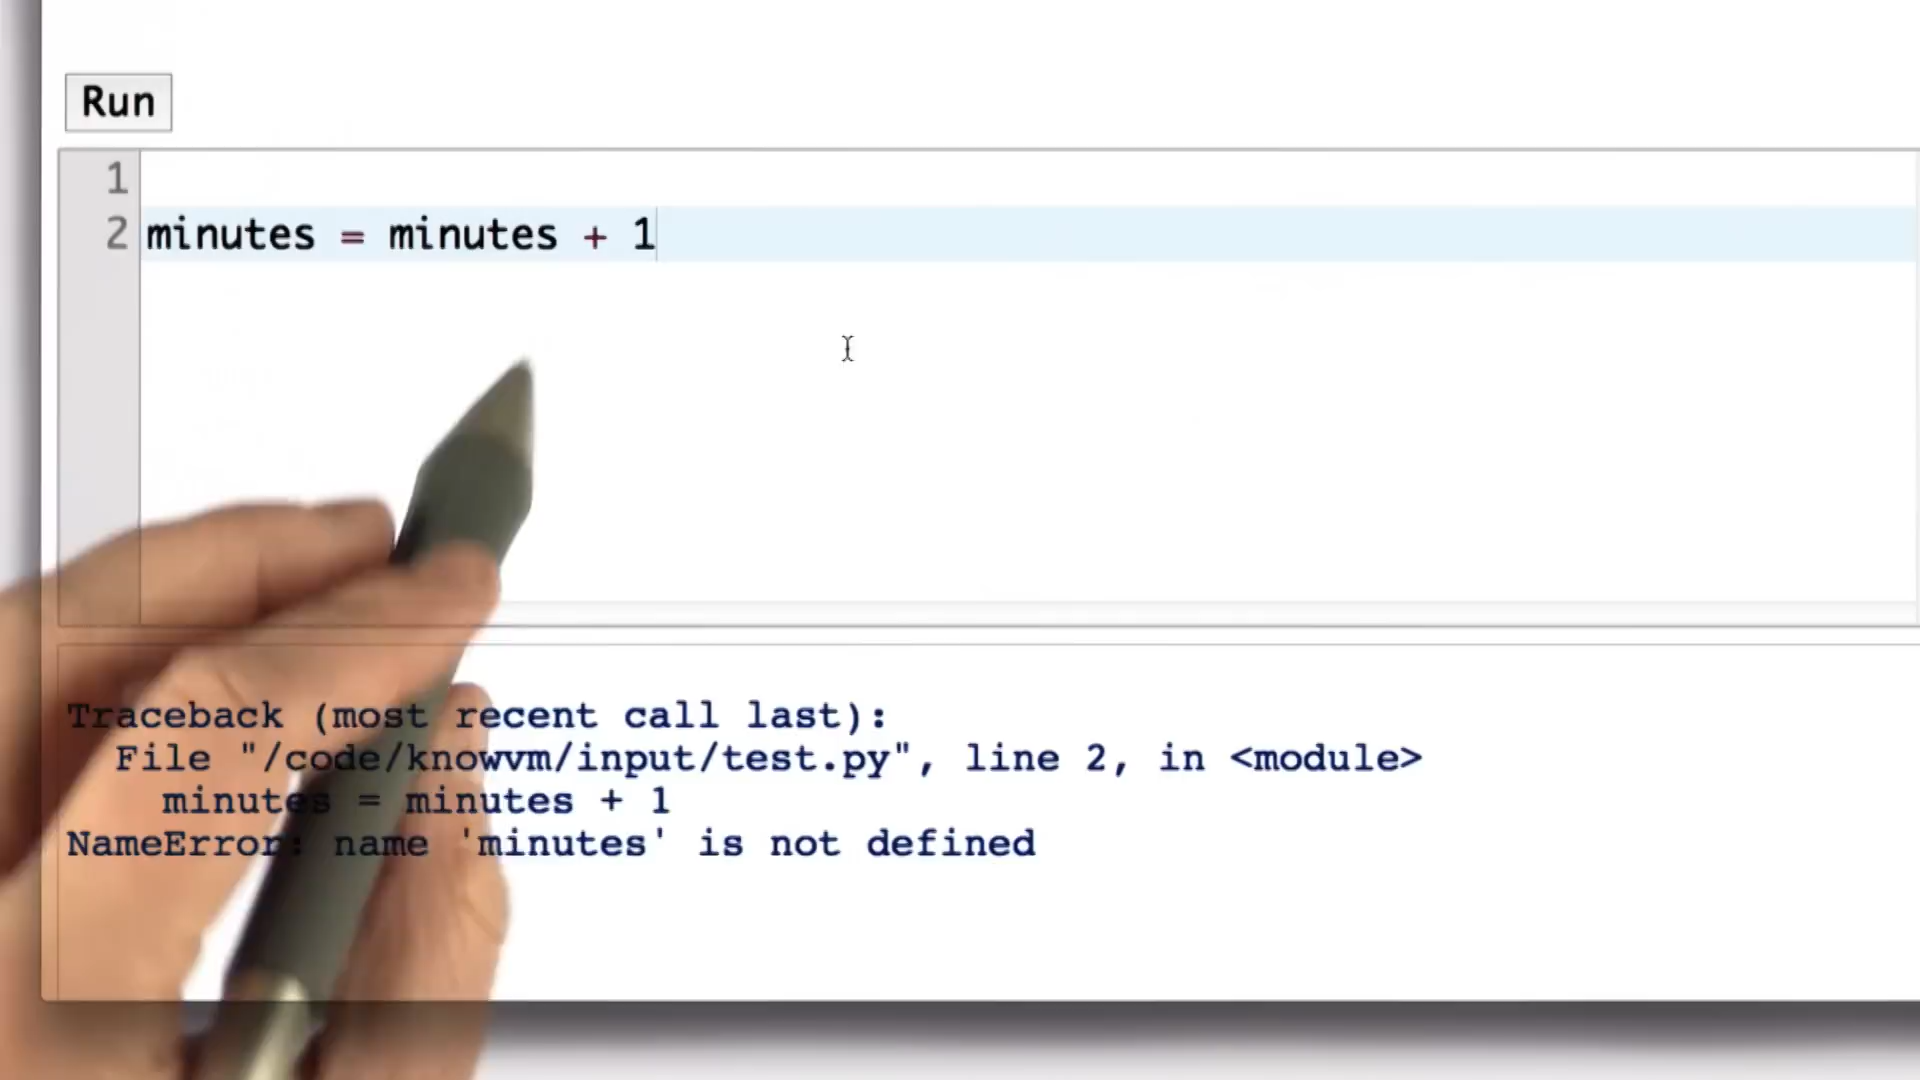 Run
1
2 minutes = minutes + 1
Traceback (most recent call last):
File "/code/knowvm/input/test.py", line 2, in <module>
minutes = minutes + 1
NameError: name 'minutes' is not defined